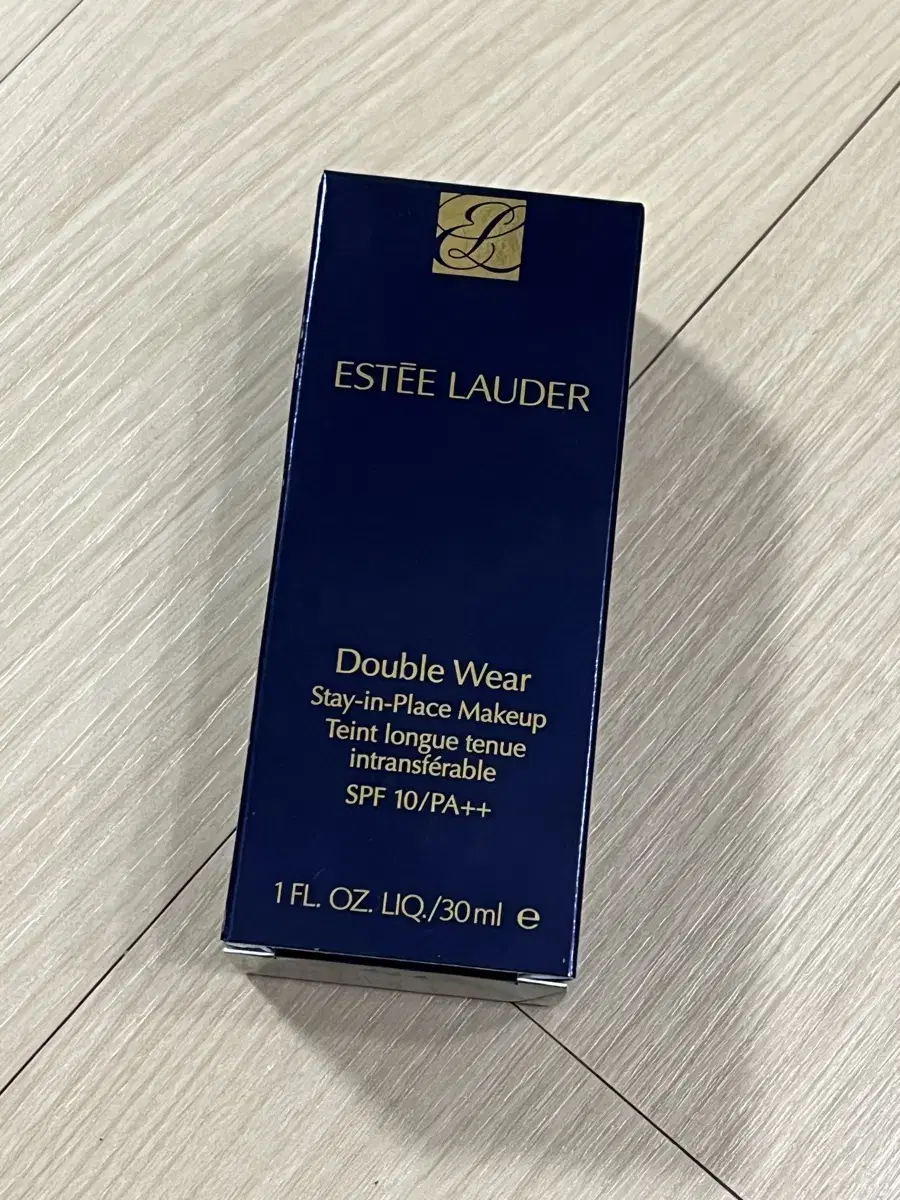 EL
ESTĒE LAUDER
Double Wear
Stay-in-Place Makeup
Teint longue tenue
intransférable
SPF 10/PA++
1 FL. OZ. LIQ./30ml e